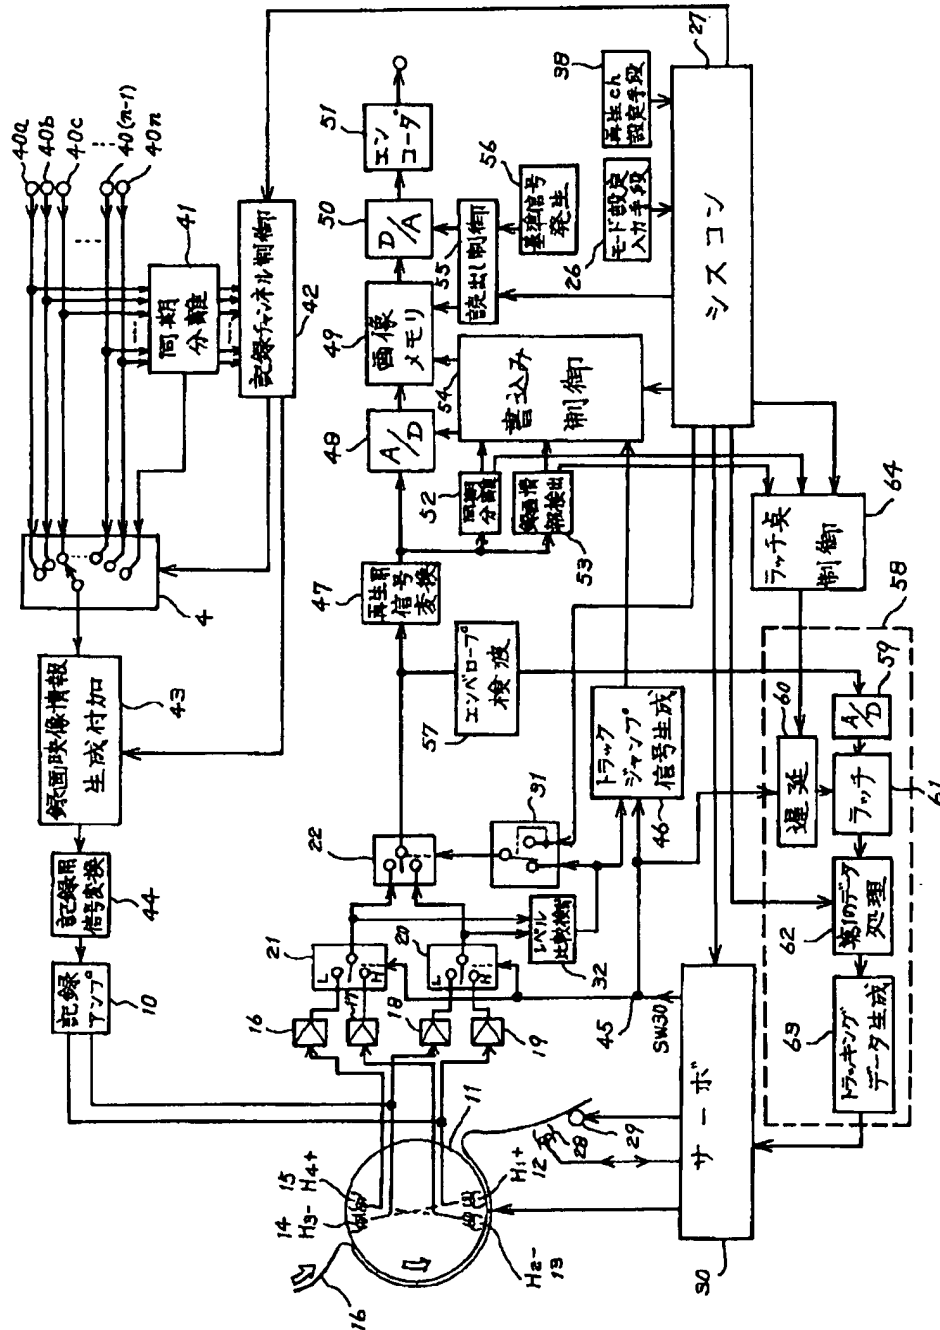 40a
40b
40c
40(n-1)
40n
41
同期
分離
記録チャンネル制御
42
4
録画映像情報
生成付加
43
記録用
信号変換
44
記録
アンプ
10
エン
コーダ
51
D/A
50
画像
メモリ
49
A/D
48
読出し制御
55
基準信号
発生
56
書込み
制御
54
同期
分離
52
録画情
報検出
53
再生用
信号
変換
47
エンベロープ
検波
57
再生ch
設定手段
38
モード設定
入力手段
26
シスコン
27
ラッチ点
制御
64
58
A/D
59
遅延
60
ラッチ
61
第1のデータ
処理
62
トラッキング
データ生成
63
トラック
ジャンプ
信号生成
46
31
22
21
L
H
20
L
H
レベル
比較検出
32
16
17
18
19
45
SW30
サーボ
30
11
15
H4+
14
H3-
H1+
12
H2-
13
28
29
16